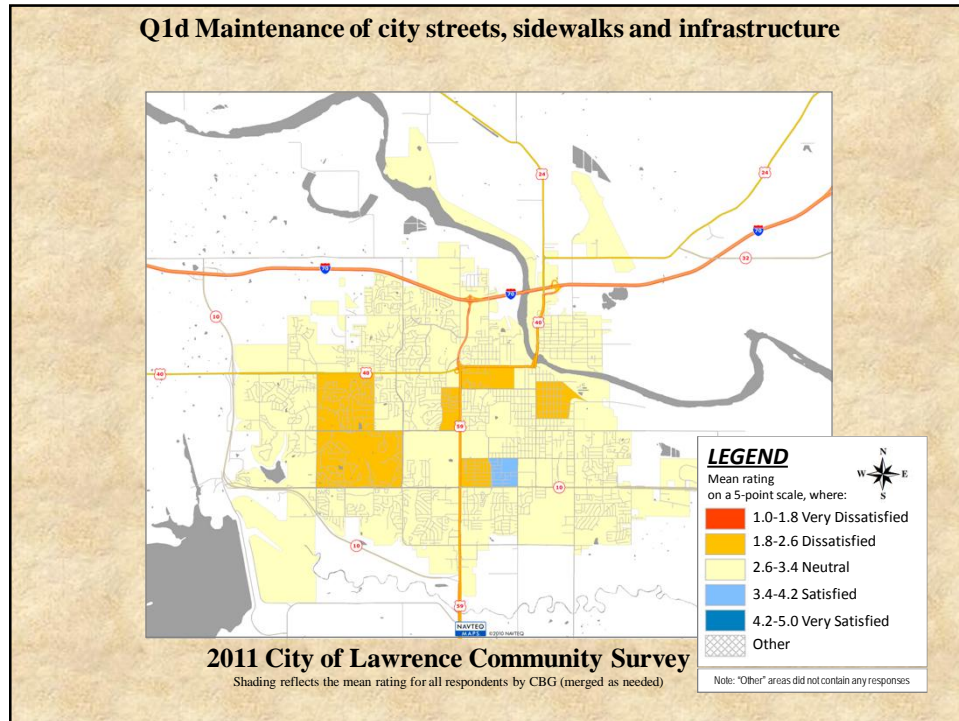 Q1d Maintenance of city streets, sidewalks and infrastructure
24
24
70
32
70
70
10
40
40
40
59
10
10
59
NAVTEQ
MAPS
©2010 NAVTEQ
LEGEND
Mean rating
on a 5-point scale, where:
N
W E
S
1.0-1.8 Very Dissatisfied
1.8-2.6 Dissatisfied
2.6-3.4 Neutral
3.4-4.2 Satisfied
4.2-5.0 Very Satisfied
Other
Note: "Other" areas did not contain any responses
2011 City of Lawrence Community Survey
Shading reflects the mean rating for all respondents by CBG (merged as needed)